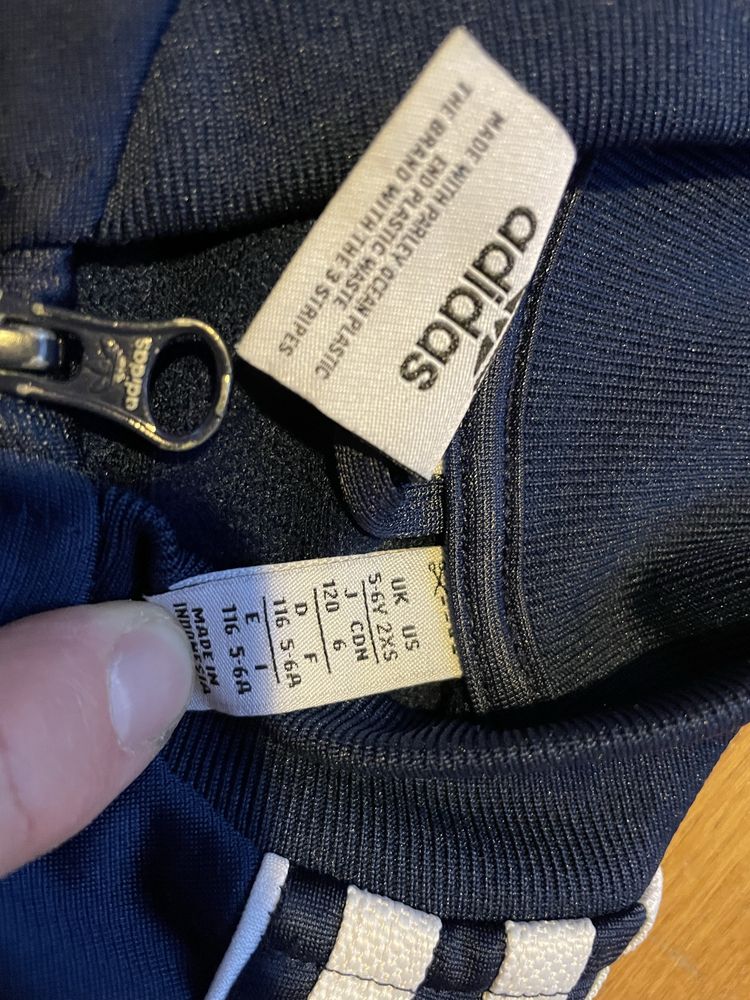 adidas
MADE WITH PARLEY OCEAN PLASTIC
END PLASTIC WASTE
THE BRAND WITH THE 3 STRIPES
adidas
UK US
5-6Y 2XS
J CDN
120 6
D F
116 5-6A
E I
116 5-6A
MADE IN
INDONESIA